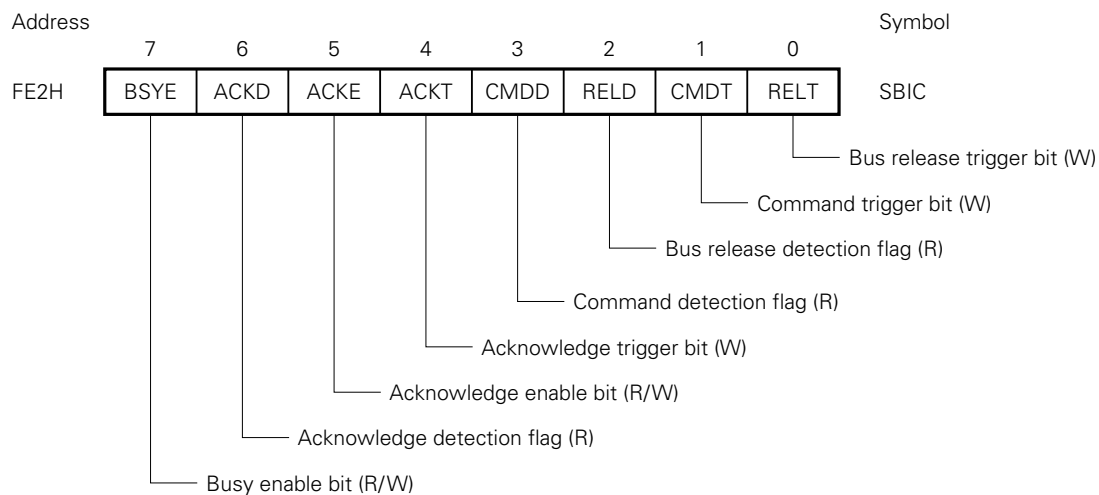 Address Symbol
7 6 5 4 3 2 1 0
FE2H BSYE ACKD ACKE ACKT CMDD RELD CMDT RELT SBIC
Bus release trigger bit (W)
Command trigger bit (W)
Bus release detection flag (R)
Command detection flag (R)
Acknowledge trigger bit (W)
Acknowledge enable bit (R/W)
Acknowledge detection flag (R)
Busy enable bit (R/W)